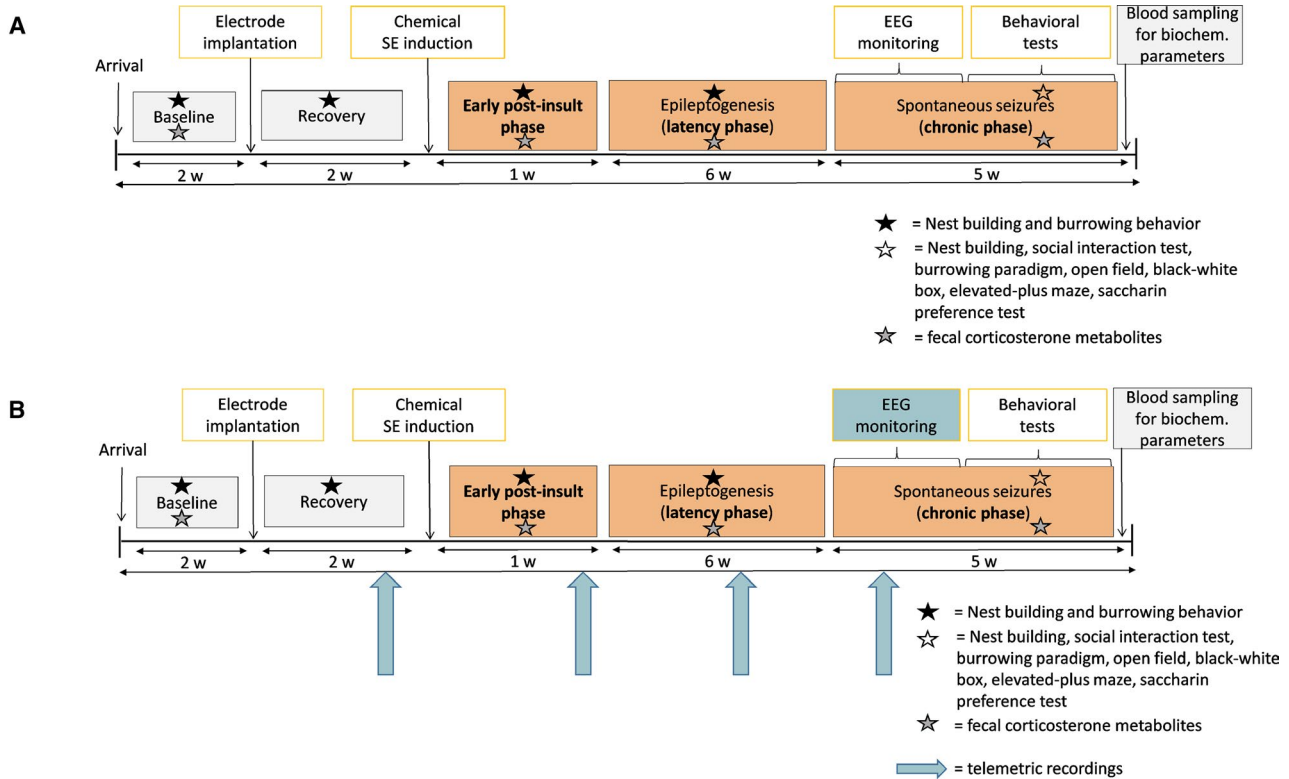 A
Electrode
implantation
Chemical
SE induction
EEG
monitoring
Behavioral
tests
Blood sampling
for biochem.
parameters
Arrival
Baseline
Recovery
Early post-insult
phase
Epileptogenesis
(latency phase)
Spontaneous seizures
(chronic phase)
2 w
2 w
1 w
6 w
5 w
= Nest building and burrowing behavior
= Nest building, social interaction test,
burrowing paradigm, open field, black-white
box, elevated-plus maze, saccharin
preference test
= fecal corticosterone metabolites
B
Electrode
implantation
Chemical
SE induction
EEG
monitoring
Behavioral
tests
Blood sampling
for biochem.
parameters
Arrival
Baseline
Recovery
Early post-insult
phase
Epileptogenesis
(latency phase)
Spontaneous seizures
(chronic phase)
2 w
2 w
1 w
6 w
5 w
= Nest building and burrowing behavior
= Nest building, social interaction test,
burrowing paradigm, open field, black-white
box, elevated-plus maze, saccharin
preference test
= fecal corticosterone metabolites
= telemetric recordings